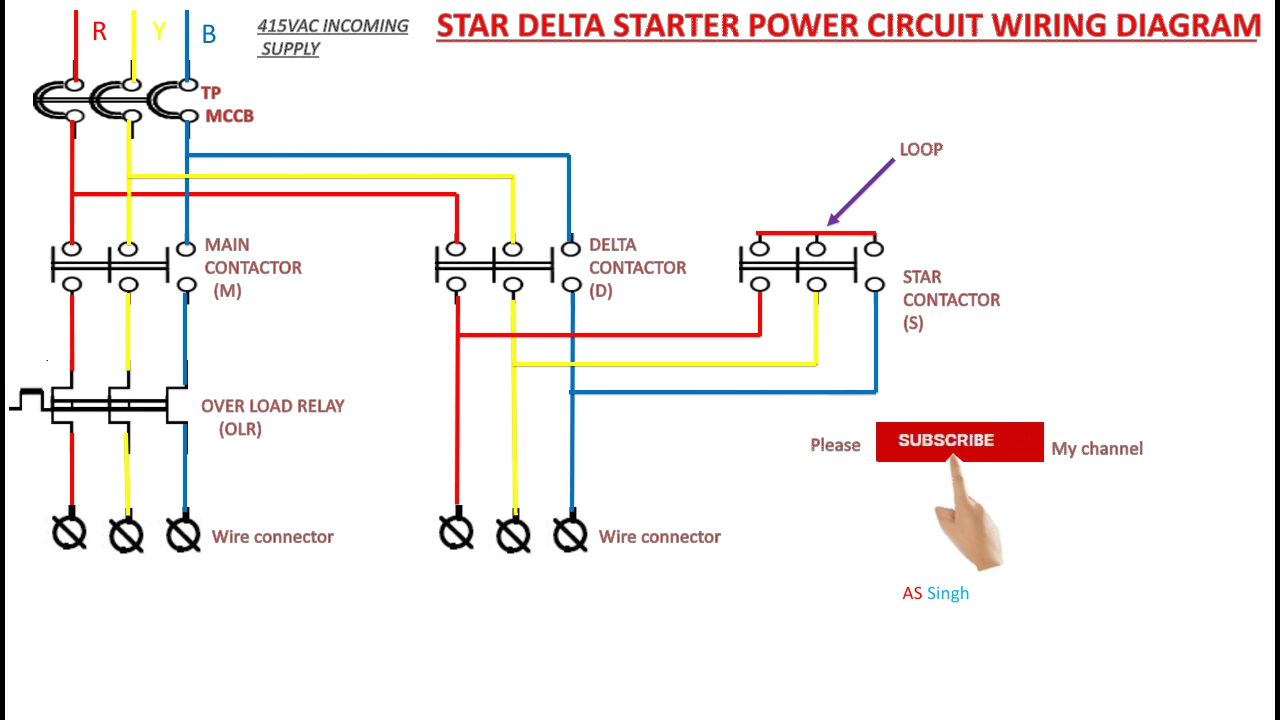 R Y B
415VAC INCOMING
SUPPLY
STAR DELTA STARTER POWER CIRCUIT WIRING DIAGRAM
TP
MCCB
LOOP
MAIN
CONTACTOR
(M)
DELTA
CONTACTOR
(D)
STAR
CONTACTOR
(S)
OVER LOAD RELAY
(OLR)
Please SUBSCRIBE My channel
Wire connector
Wire connector
AS Singh